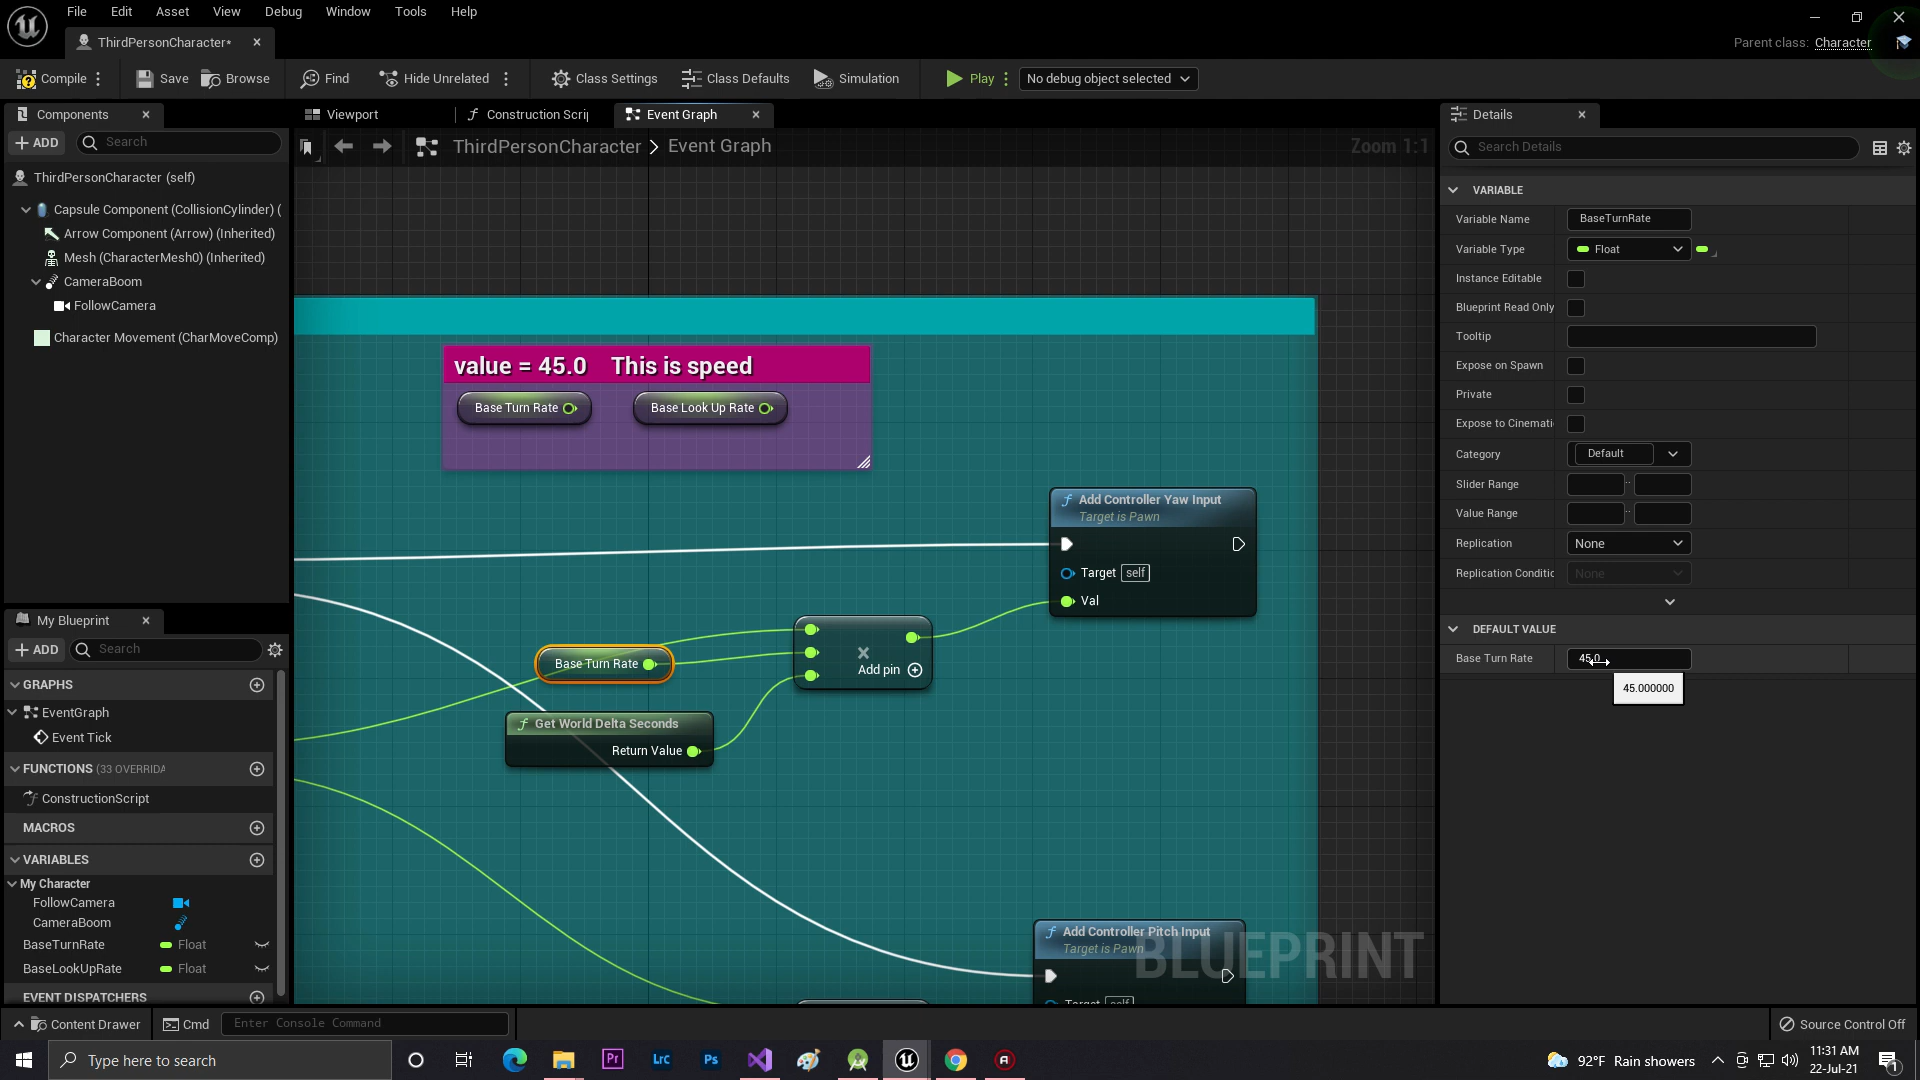 File Edit Asset View Debug Window Tools Help
ThirdPersonCharacter*
Parent class: Character
Compile Save Browse Find Hide Unrelated Class Settings Class Defaults Simulation Play No debug object selected
Components
ADD Search
ThirdPersonCharacter (self)
Capsule Component (CollisionCylinder) (
Arrow Component (Arrow) (Inherited)
Mesh (CharacterMesh0) (Inherited)
CameraBoom
FollowCamera
Character Movement (CharMoveComp)
My Blueprint
ADD Search
GRAPHS
EventGraph
Event Tick
FUNCTIONS (33 OVERRIDA
ConstructionScript
MACROS
VARIABLES
My Character
FollowCamera
CameraBoom
BaseTurnRate Float
BaseLookUpRate Float
EVENT DISPATCHERS
Viewport Construction Scrij Event Graph
ThirdPersonCharacter > Event Graph Zoom 1:1
value = 45.0 This is speed
Base Turn Rate Base Look Up Rate
Add Controller Yaw Input
Target is Pawn
Target self
Val
Base Turn Rate
Add pin
Get World Delta Seconds
Return Value
Add Controller Pitch Input
Target is Pawn
Target self
BLUEPRINT
Details
Search Details
VARIABLE
Variable Name BaseTurnRate
Variable Type Float
Instance Editable
Blueprint Read Only
Tooltip
Expose on Spawn
Private
Expose to Cinemati
Category Default
Slider Range
Value Range
Replication None
Replication Conditic None
DEFAULT VALUE
Base Turn Rate 45.0
45.000000
Content Drawer Cmd Enter Console Command Source Control Off
Type here to search
Pr Lrc Ps
92°F Rain showers
11:31 AM
22-Jul-21
1